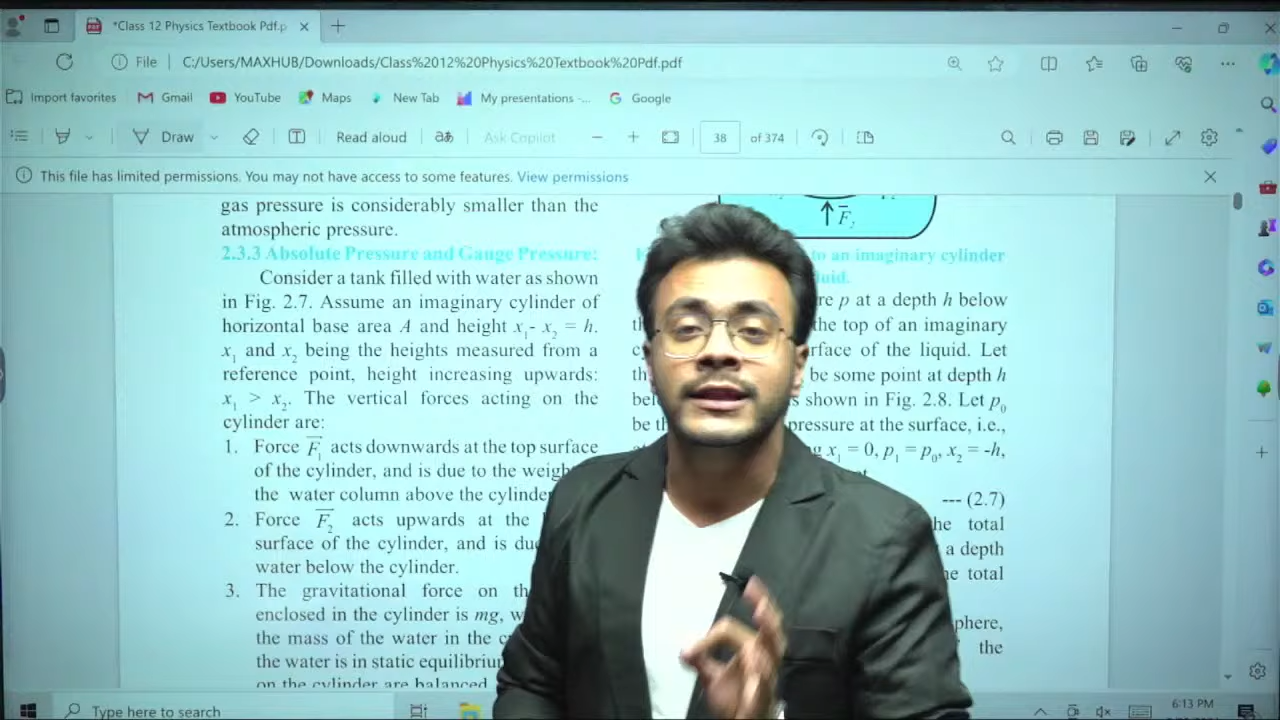 *Class 12 Physics Textbook Pdf.p
File
C:/Users/MAXHUB/Downloads/Class%2012%20Physics%20Textbook%20Pdf.pdf
Import favorites Gmail YouTube Maps New Tab My presentations -... Google
Draw Read aloud Ask Copilot 38 of 374
This file has limited permissions. You may not have access to some features. View permissions
gas pressure is considerably smaller than the
atmospheric pressure.
2.3.3 Absolute Pressure and Gauge Pressure:
Consider a tank filled with water as shown
in Fig. 2.7. Assume an imaginary cylinder of
horizontal base area A and height x₁- x₂ = h.
x₁ and x₂ being the heights measured from a
reference point, height increasing upwards:
x₁ > x₂. The vertical forces acting on the
cylinder are:
1. Force F₁ acts downwards at the top surface
of the cylinder, and is due to the
the water column above the
2. Force F₂ acts upwards at the
surface of the cylinder, and is
water below the cylinder.
3. The gravitational force on
enclosed in the cylinder is mg,
the mass of the water in the
the water is in static
on the cylinder are balanced
F₂
to an imaginary cylinder
p at a depth h below
the top of an imaginary
of the liquid. Let
be some point at depth h
shown in Fig. 2.8. Let p₀
be pressure at the surface, i.e.,
x₁ = 0, p₁ = p₀, x₂ = -h,
--- (2.7)
total
a depth
total
the
Type here to search
6:13 PM